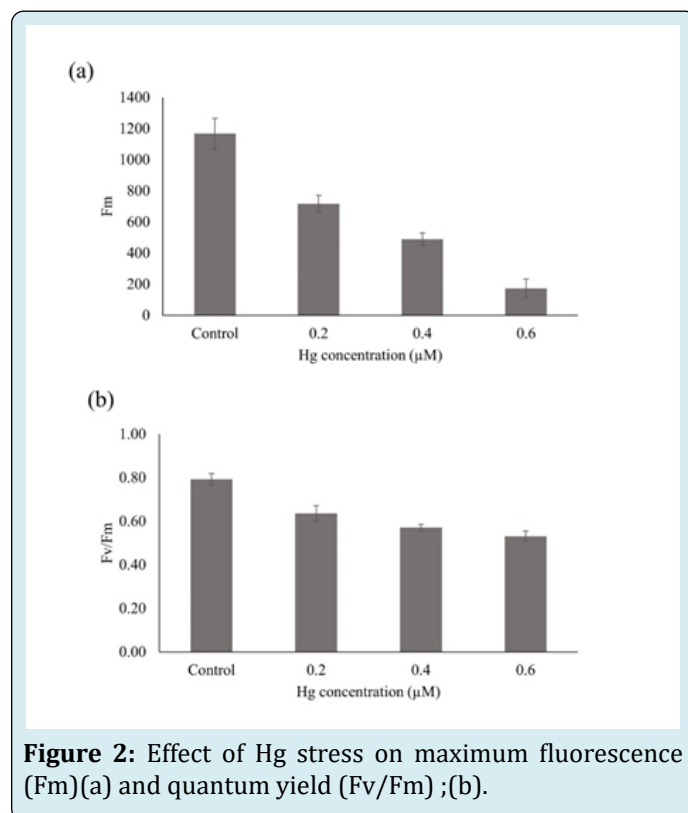 (a)
1400
1200
1000
800
600
400
200
0
Fm
Control 0.2 0.4 0.6
Hg concentration (µM)
(b)
1.00
0.80
0.60
0.40
0.20
0.00
Fv/Fm
Control 0.2 0.4 0.6
Hg concentration (µM)
Figure 2: Effect of Hg stress on maximum fluorescence
(Fm)(a) and quantum yield (Fv/Fm) ;(b).